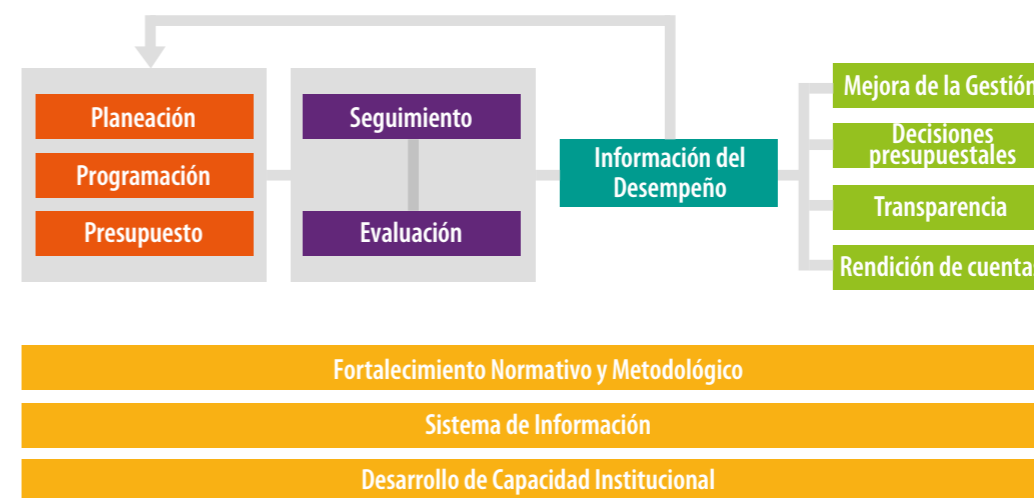 Planeación
Programación
Presupuesto
Seguimiento
Evaluación
Información del
Desempeño
Mejora de la Gestión
Decisiones
presupuestales
Transparencia
Rendición de cuenta
Fortalecimiento Normativo y Metodológico
Sistema de Información
Desarrollo de Capacidad Institucional